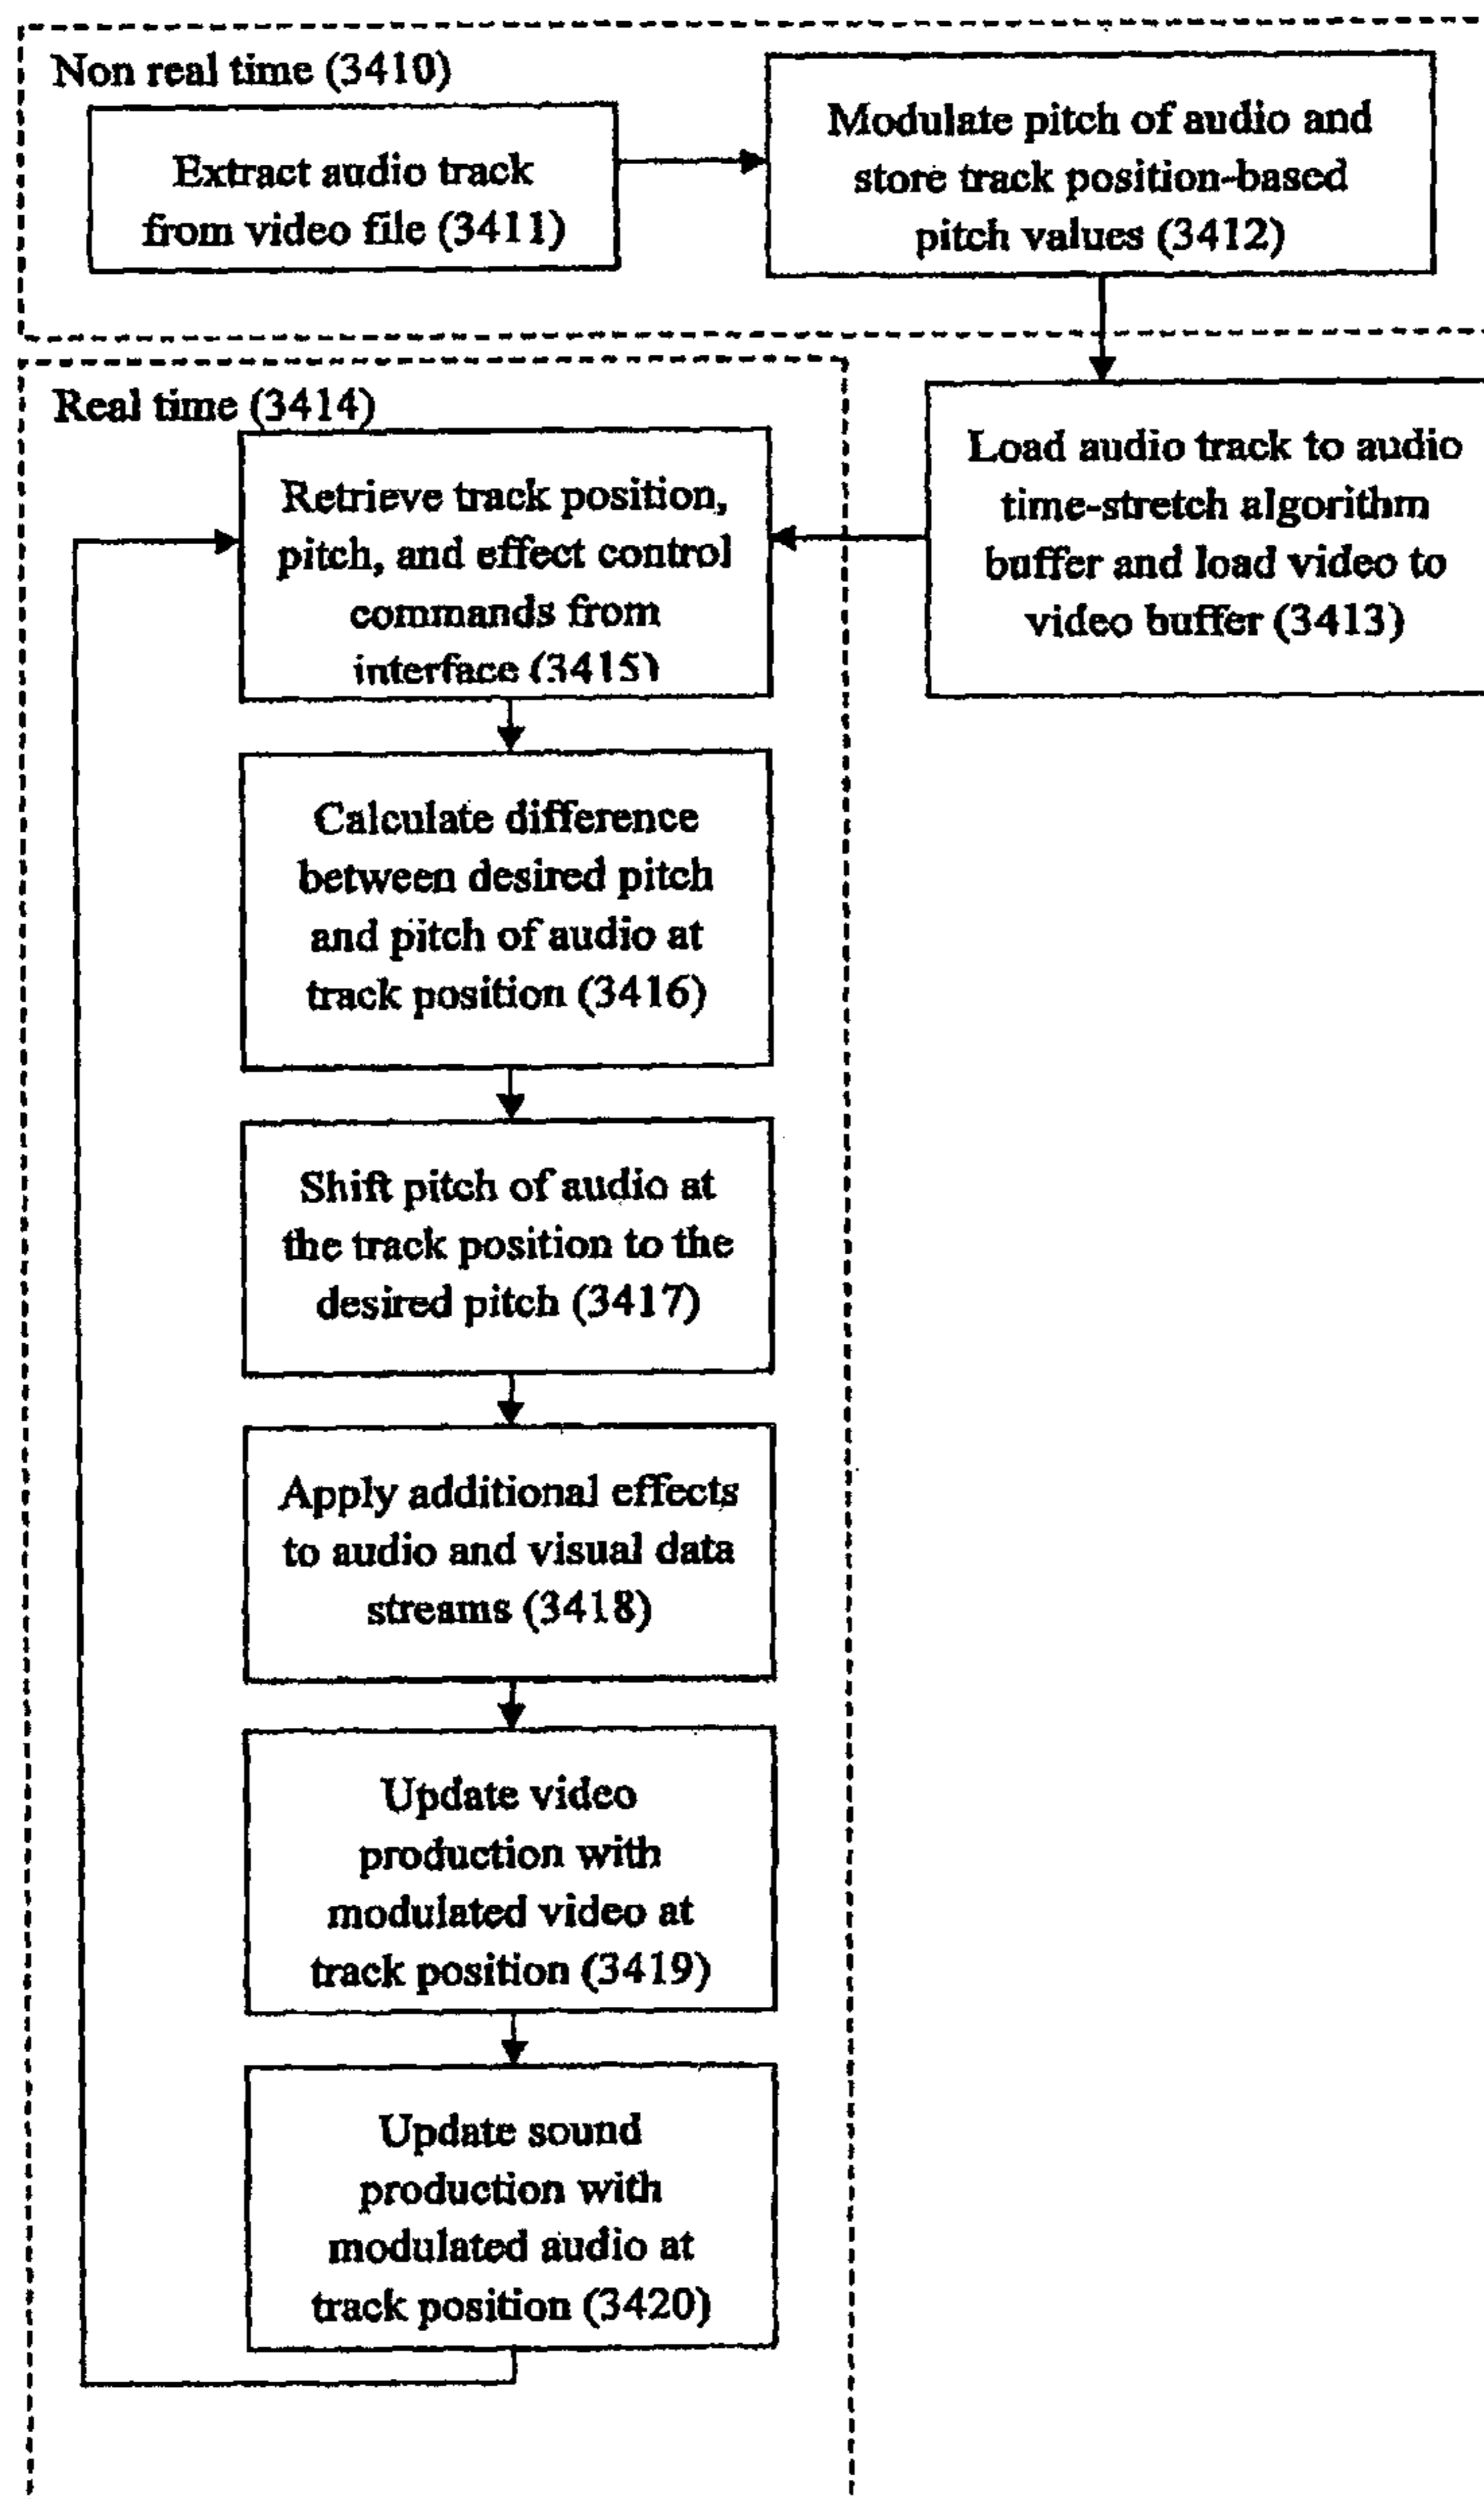 Non real time (3410)
Extract audio track
from video file (3411)
Modulate pitch of audio and
store track position-based
pitch values (3412)
Real time (3414)
Retrieve track position,
pitch, and effect control
commands from
interface (3415)
Load audio track to audio
time-stretch algorithm
buffer and load video to
video buffer (3413)
Calculate difference
between desired pitch
and pitch of audio at
track position (3416)
Shift pitch of audio at
the track position to the
desired pitch (3417)
Apply additional effects
to audio and visual data
streams (3418)
Update video
production with
modulated video at
track position (3419)
Update sound
production with
modulated audio at
track position (3420)